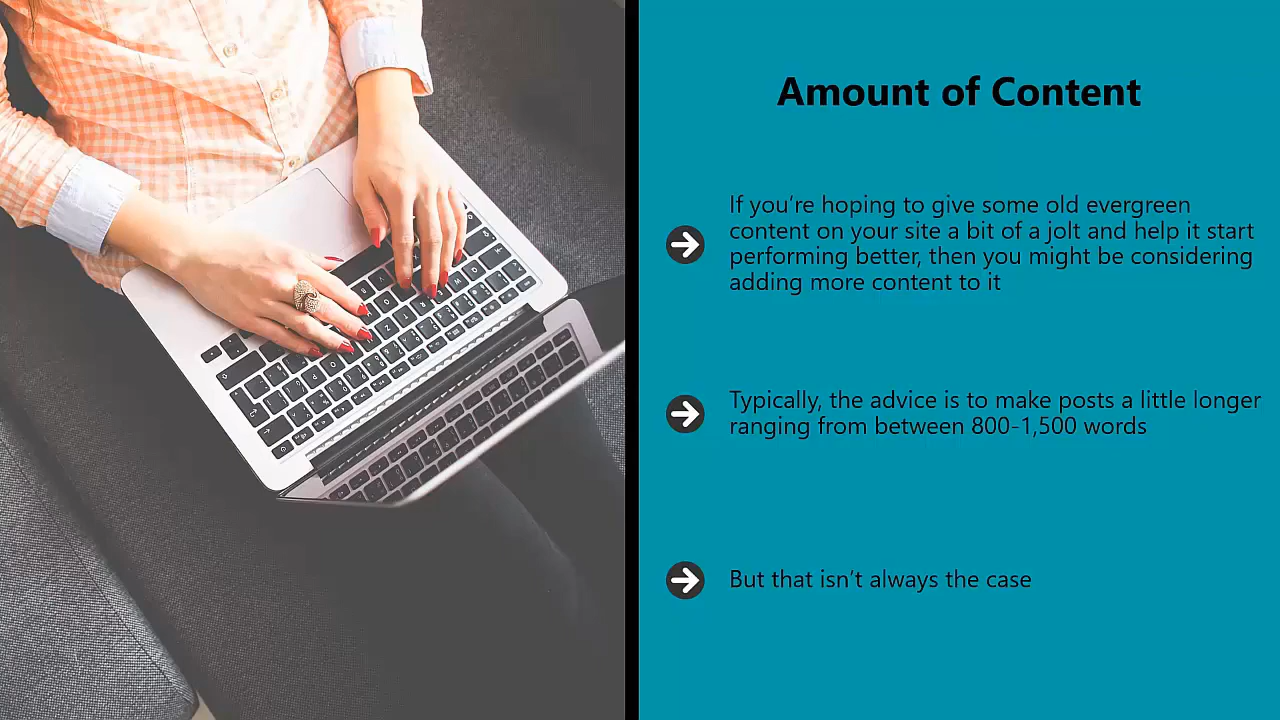 Amount of Content
If you’re hoping to give some old evergreen
content on your site a bit of a jolt and help it start
performing better, then you might be considering
adding more content to it
Typically, the advice is to make posts a little longer
ranging from between 800-1,500 words
But that isn’t always the case